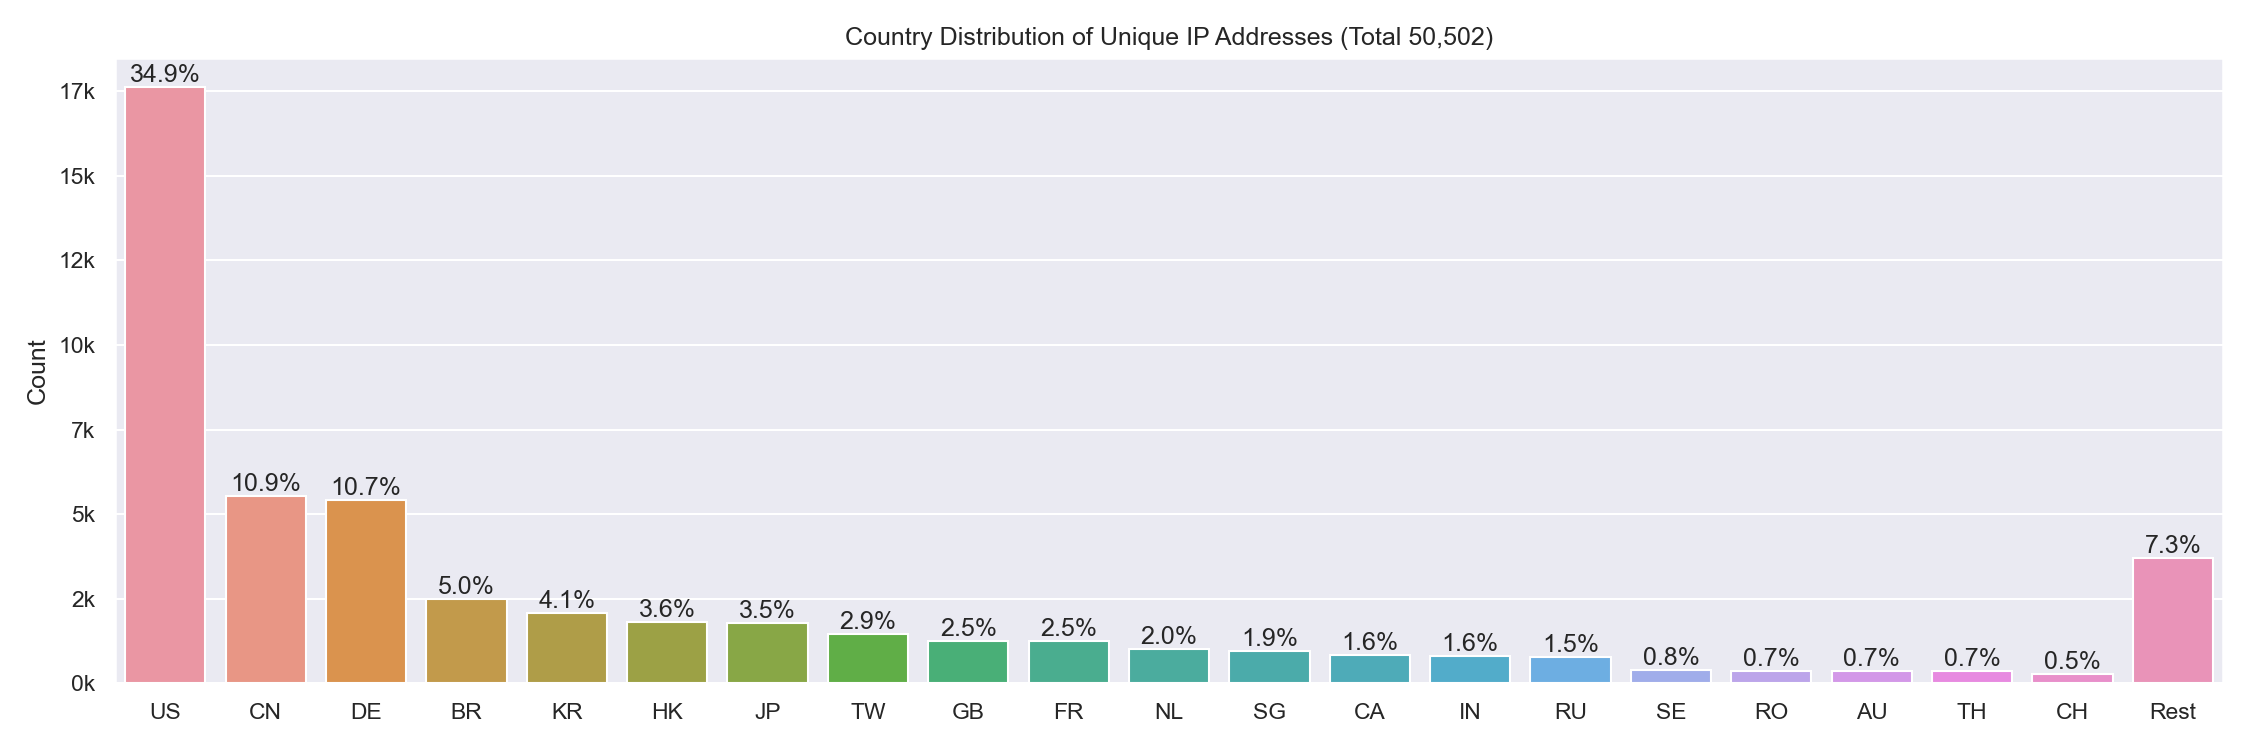 Country Distribution of Unique IP Addresses (Total 50,502)
Count
17k
15k
12k
10k
7k
5k
2k
0k
34.9%
10.9%
10.7%
5.0%
4.1%
3.6%
3.5%
2.9%
2.5%
2.5%
2.0%
1.9%
1.6%
1.6%
1.5%
0.8%
0.7%
0.7%
0.7%
0.5%
7.3%
US CN DE BR KR HK JP TW GB FR NL SG CA IN RU SE RO AU TH CH Rest